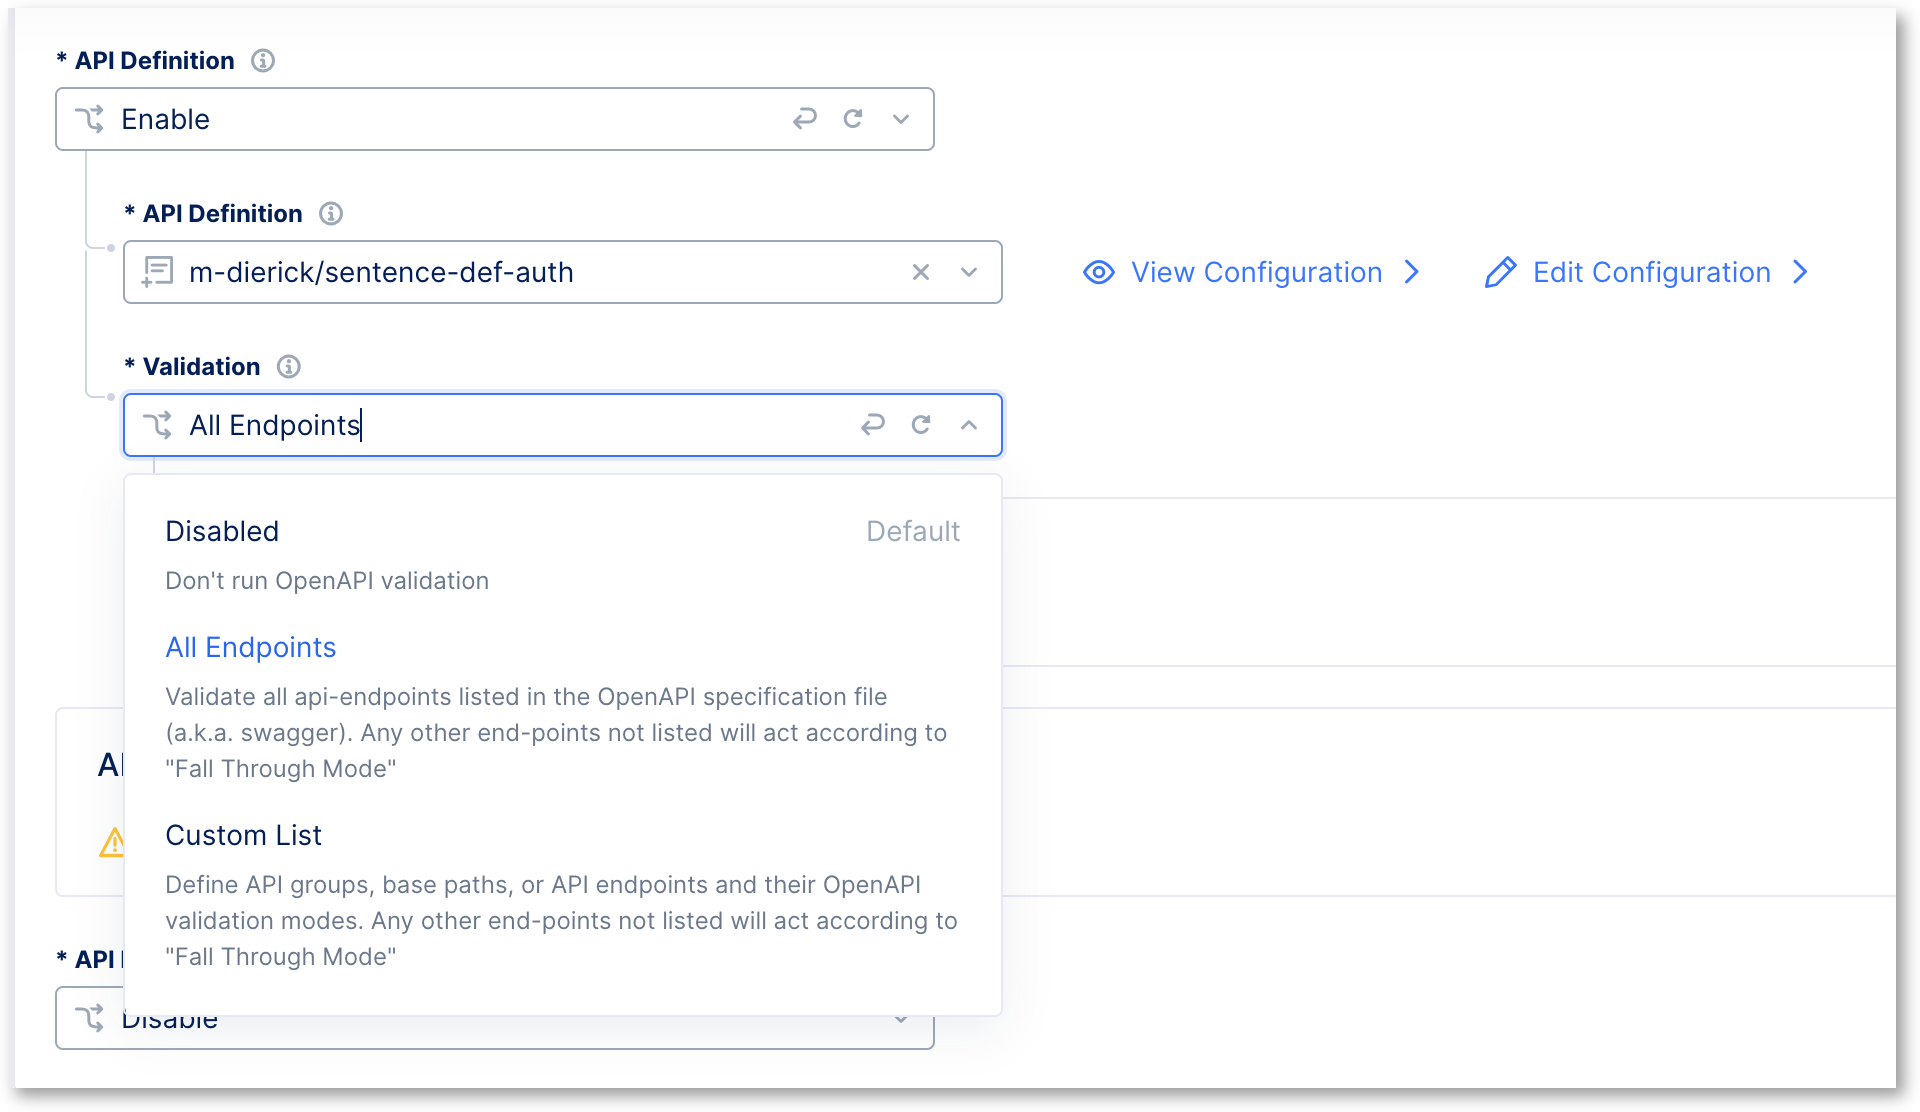 * API Definition
Enable
* API Definition
m-dierick/sentence-def-auth
View Configuration
Edit Configuration
* Validation
All Endpoints
Disabled
Default
Don't run OpenAPI validation
All Endpoints
Validate all api-endpoints listed in the OpenAPI specification file
(a.k.a. swagger). Any other end-points not listed will act according to
"Fall Through Mode"
Custom List
Define API groups, base paths, or API endpoints and their OpenAPI
validation modes. Any other end-points not listed will act according to
"Fall Through Mode"
* API
Disable